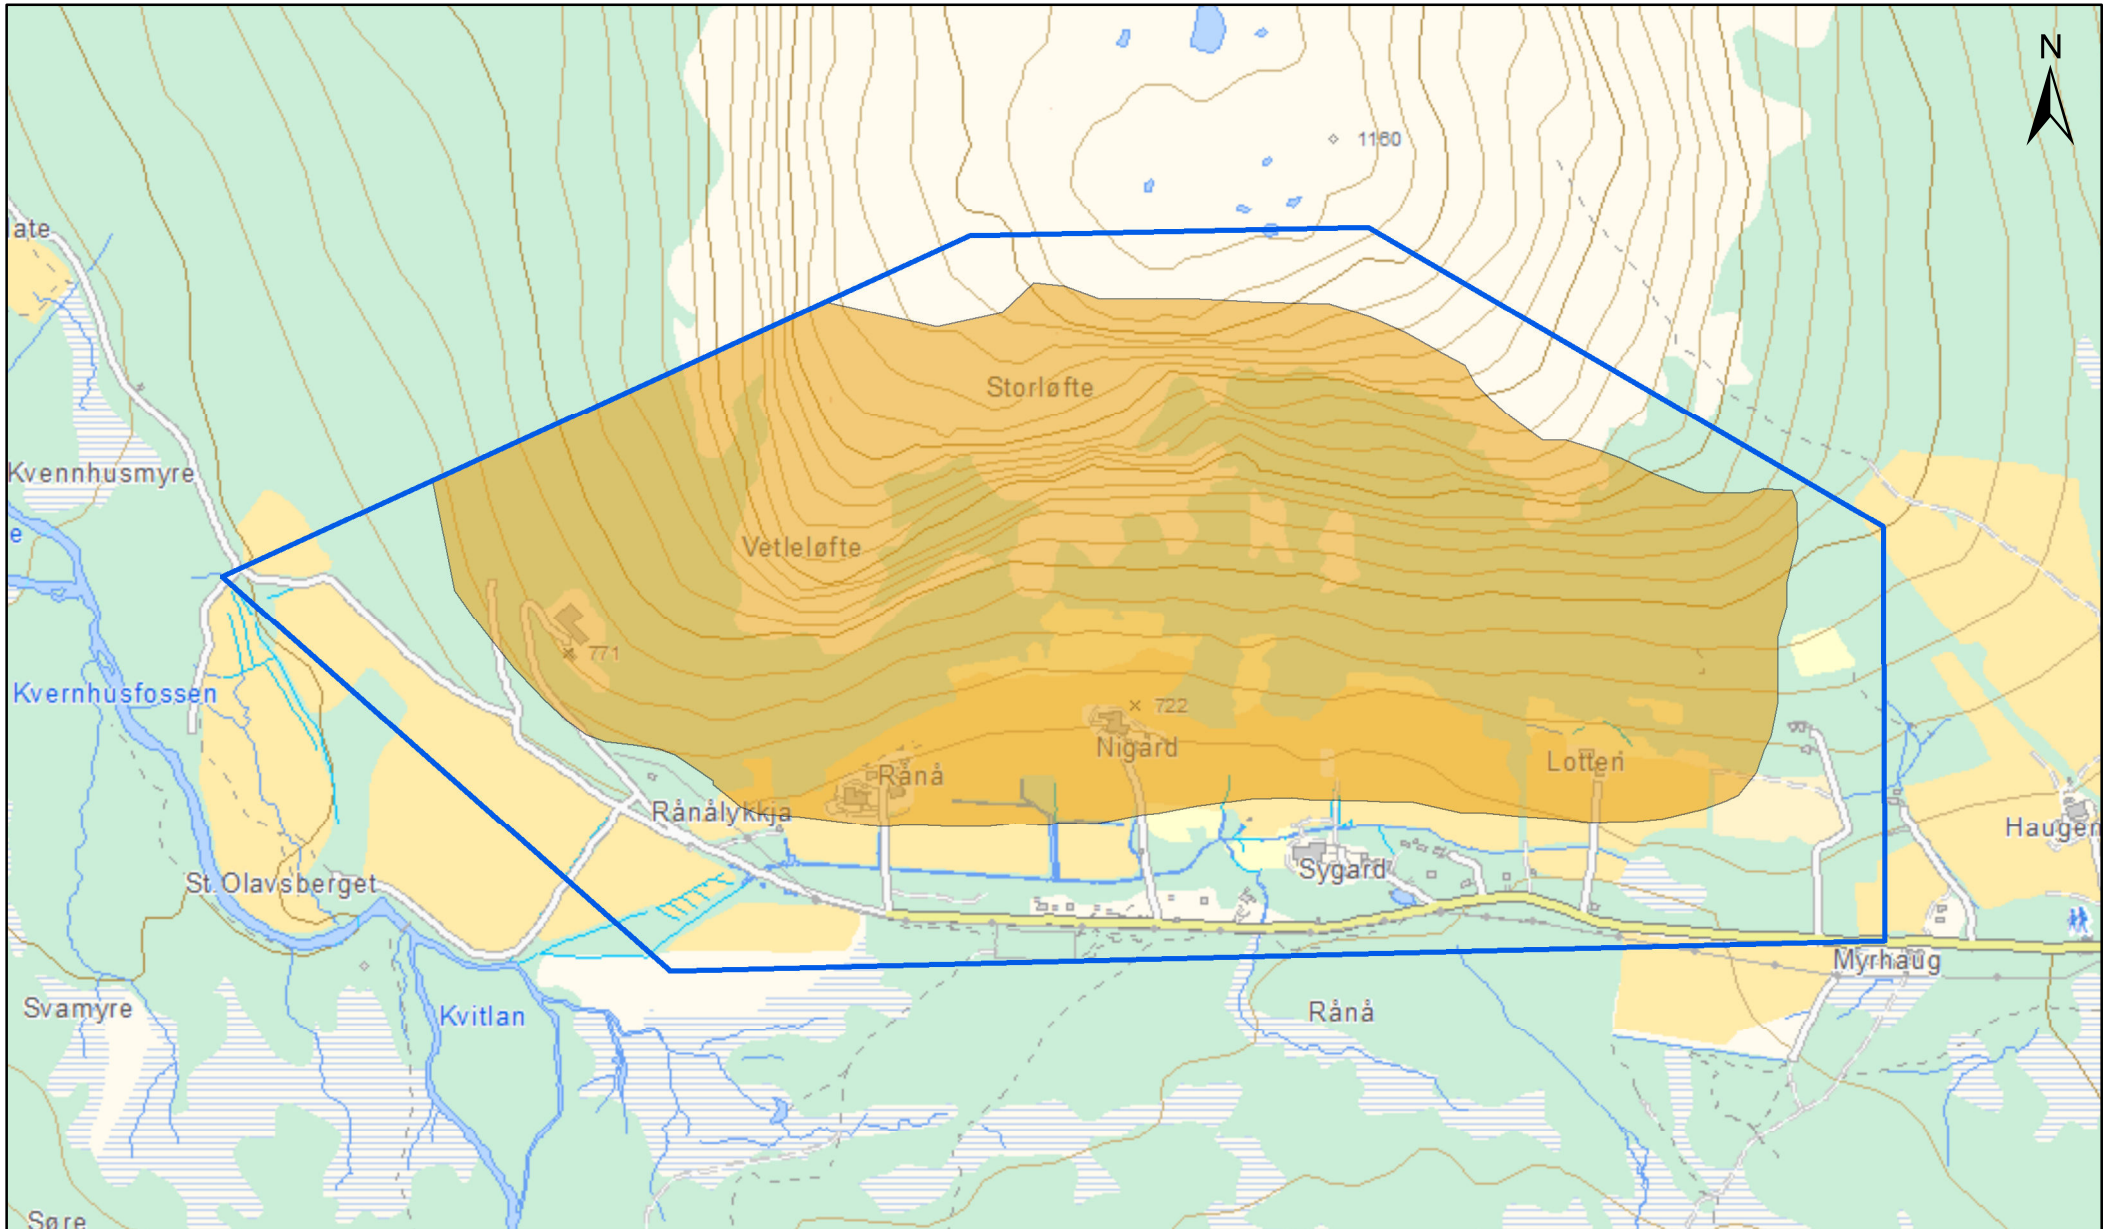 N
1160
late
Storløfte
Kvennhusmyre
e
Vetleløfte
771
Kvernhusfossen
722
Nigard
Lotten
Rånå
Rånålykkja
Haugen
Sygard
St.Olavsberget
Myrhaug
Svamyre
Kvitlan
Rånå
Søre